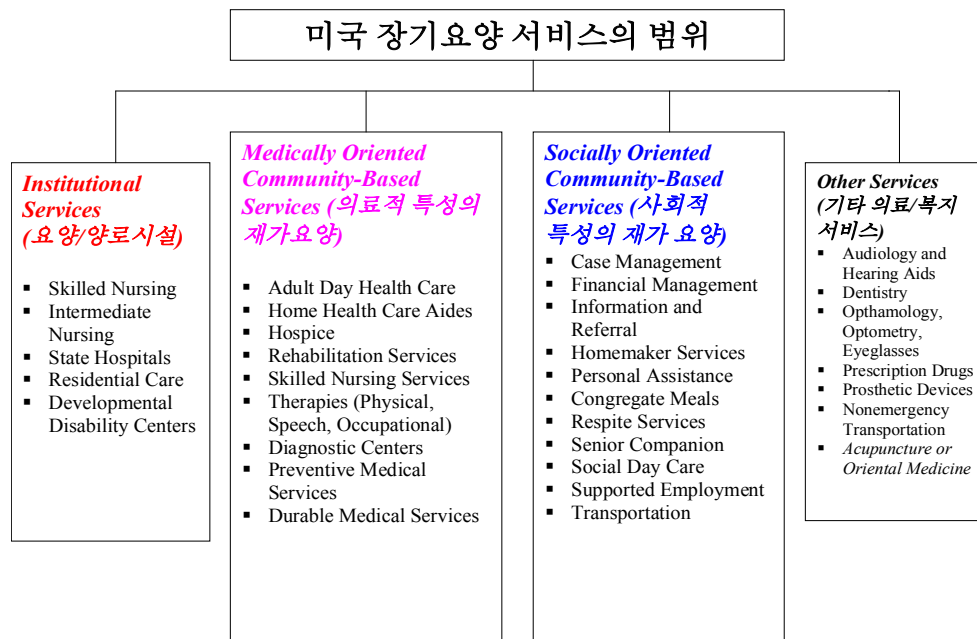 미국 장기요양 서비스의 범위
Institutional
Services
(요양/양로시설)
▪ Skilled Nursing
▪ Intermediate
Nursing
▪ State Hospitals
▪ Residential Care
▪ Developmental
Disability Centers
Medically Oriented
Community-Based
Services (의료적 특성의
재가요양)
▪ Adult Day Health Care
▪ Home Health Care Aides
▪ Hospice
▪ Rehabilitation Services
▪ Skilled Nursing Services
▪ Therapies (Physical,
Speech, Occupational)
▪ Diagnostic Centers
▪ Preventive Medical
Services
▪ Durable Medical Services
Socially Oriented
Community-Based
Services (사회적
특성의 재가 요양)
▪ Case Management
▪ Financial Management
▪ Information and
Referral
▪ Homemaker Services
▪ Personal Assistance
▪ Congregate Meals
▪ Respite Services
▪ Senior Companion
▪ Social Day Care
▪ Supported Employment
▪ Transportation
Other Services
(기타 의료/복지
서비스)
▪ Audiology and
Hearing Aids
▪ Dentistry
▪ Opthamology,
Optometry,
Eyeglasses
▪ Prescription Drugs
▪ Prosthetic Devices
▪ Nonemergency
Transportation
▪ Acupuncture or
Oriental Medicine